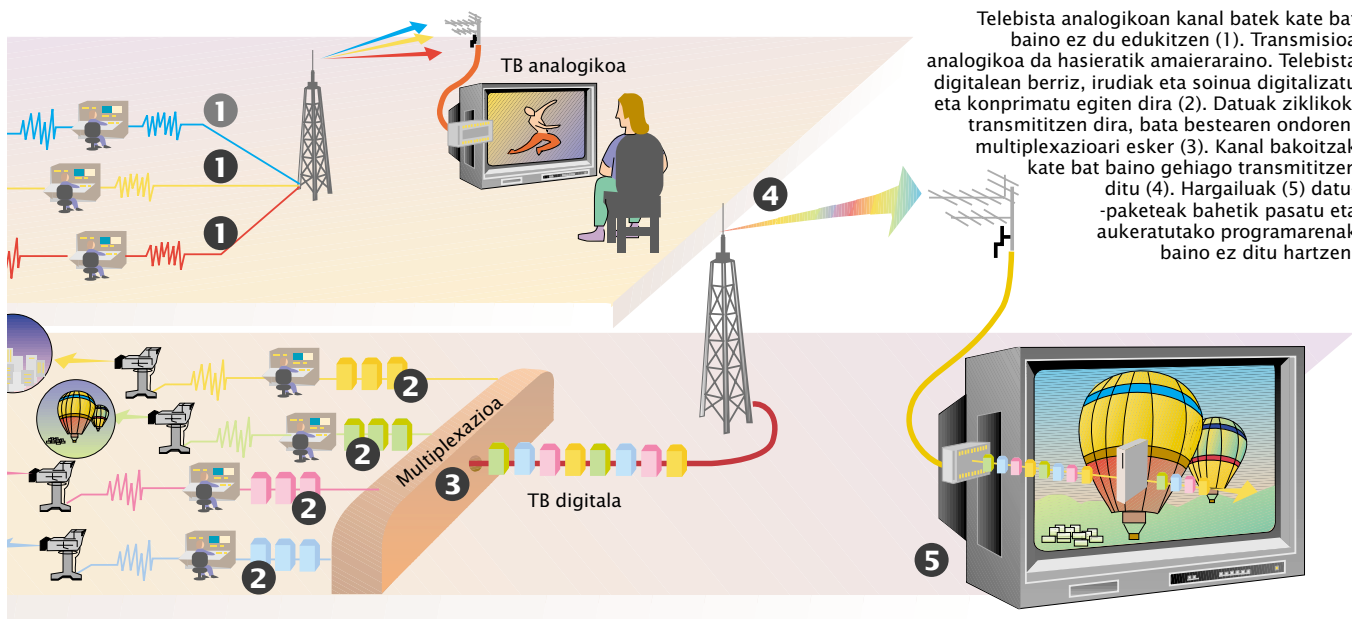 Telebista analogikoan kanal batek kate bat
baino ez du edukitzen (1). Transmisioa
analogikoa da hasieratik amaieraraino. Telebista
digitalean berriz, irudiak eta soinua digitalizatu
eta konprimatu egiten dira (2). Datuak ziklikok
transmititzen dira, bata bestearen ondoren
multiplexazioari esker (3). Kanal bakoitzak
kate bat baino gehiago transmititzen
ditu (4). Hargailuak (5) datu-
-paketeak bahetik pasatu eta
aukeratutako programarenak
baino ez ditu hartzen
TB analogikoa
1
1
1
4
2
2
2
2
Multiplexazioa
3
TB digitala
5